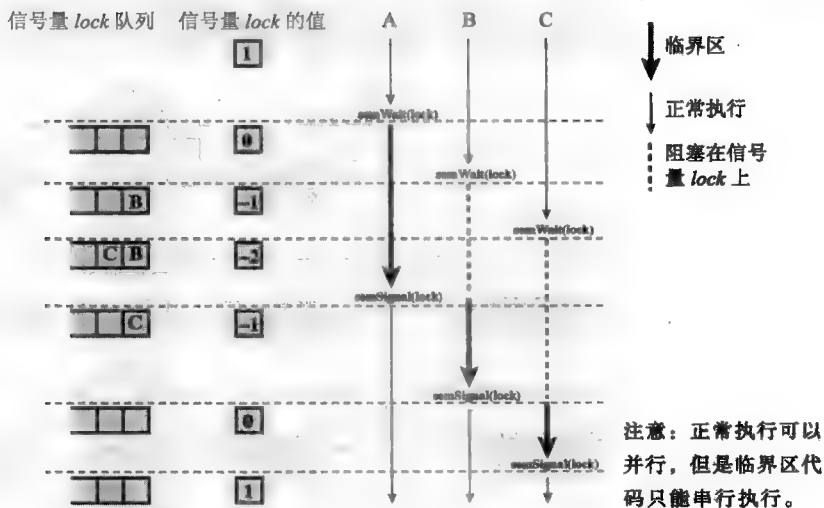 信号量 lock 队列 信号量 lock 的值 A B C
1
临界区
正常执行
阻塞在信号
量 lock 上
semWait(lock)
0
semWait(lock)
B -1
semWait(lock)
C B -2
semSignal(lock)
C -1
semSignal(lock)
0
semSignal(lock)
1
注意：正常执行可以
并行，但是临界区代
码只能串行执行。